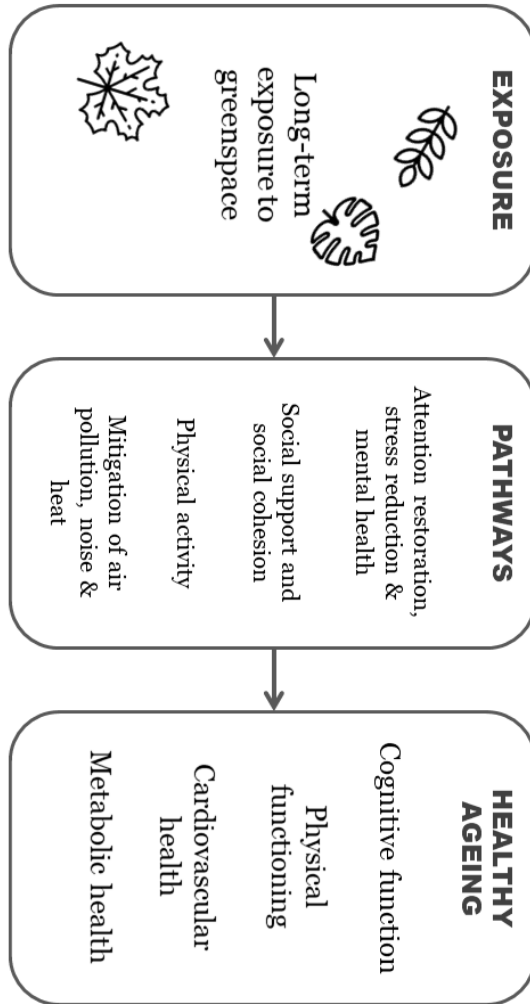 EXPOSURE
Long-term
exposure to
greenspace
PATHWAYS
Attention restoration,
stress reduction &
mental health
Social support and
social cohesion
Physical activity
Mitigation of air
pollution, noise &
heat
HEALTHY
AGEING
Cognitive function
Physical
functioning
Cardiovascular
health
Metabolic health